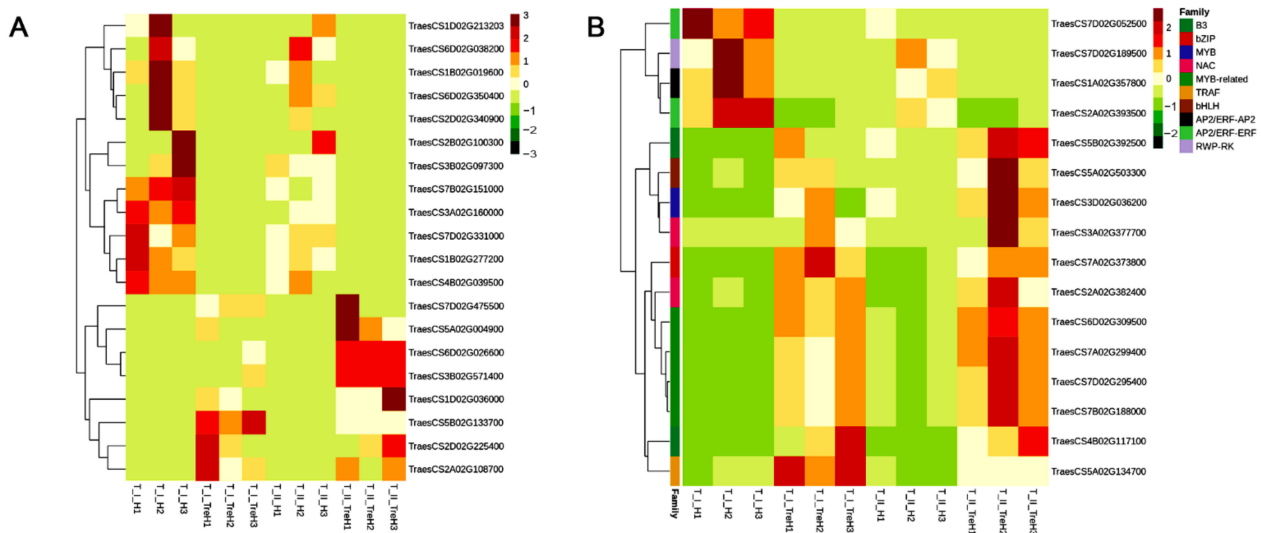 A
3
2
1
0
−1
−2
−3
TraesCS1D02G213203
TraesCS6D02G038200
TraesCS1B02G019600
TraesCS6D02G350400
TraesCS2D02G340900
TraesCS2B02G100300
TraesCS3B02G097300
TraesCS7B02G151000
TraesCS3A02G160000
TraesCS7D02G331000
TraesCS1B02G277200
TraesCS4B02G039500
TraesCS7D02G475500
TraesCS5A02G004900
TraesCS6D02G026600
TraesCS3B02G571400
TraesCS1D02G036000
TraesCS5B02G133700
TraesCS2D02G225400
TraesCS2A02G108700
T_I_H1
T_I_H2
T_I_H3
T_I_TreH1
T_I_TreH2
T_I_TreH3
T_II_H1
T_II_H2
T_II_H3
T_II_TreH1
T_II_TreH2
T_II_TreH3
B
TraesCS7D02G052500
TraesCS7D02G189500
TraesCS1A02G357800
TraesCS2A02G393500
TraesCS5B02G392500
TraesCS5A02G503300
TraesCS3D02G036200
TraesCS3A02G377700
TraesCS7A02G373800
TraesCS2A02G382400
TraesCS6D02G309500
TraesCS7A02G299400
TraesCS7D02G295400
TraesCS7B02G188000
TraesCS4B02G117100
TraesCS5A02G134700
Family
T_I_H1
T_I_H2
T_I_H3
T_I_TreH1
T_I_TreH2
T_I_TreH3
T_II_H1
T_II_H2
T_II_H3
T_II_TreH1
T_II_TreH2
T_II_TreH3
2
1
0
−1
−2
Family
B3
bZIP
MYB
NAC
MYB-related
TRAF
bHLH
AP2/ERF-AP2
AP2/ERF-ERF
RWP-RK